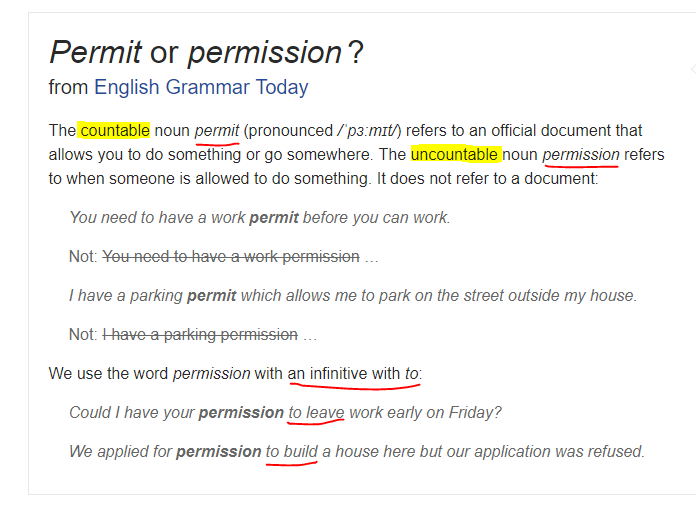 Permit or permission?
from English Grammar Today
The countable noun permit (pronounced /ˈpɜːmɪt/) refers to an official document that
allows you to do something or go somewhere. The uncountable noun permission refers
to when someone is allowed to do something. It does not refer to a document:
You need to have a work permit before you can work.
Not: You need to have a work permission …
I have a parking permit which allows me to park on the street outside my house.
Not: I have a parking permission …
We use the word permission with an infinitive with to:
Could I have your permission to leave work early on Friday?
We applied for permission to build a house here but our application was refused.